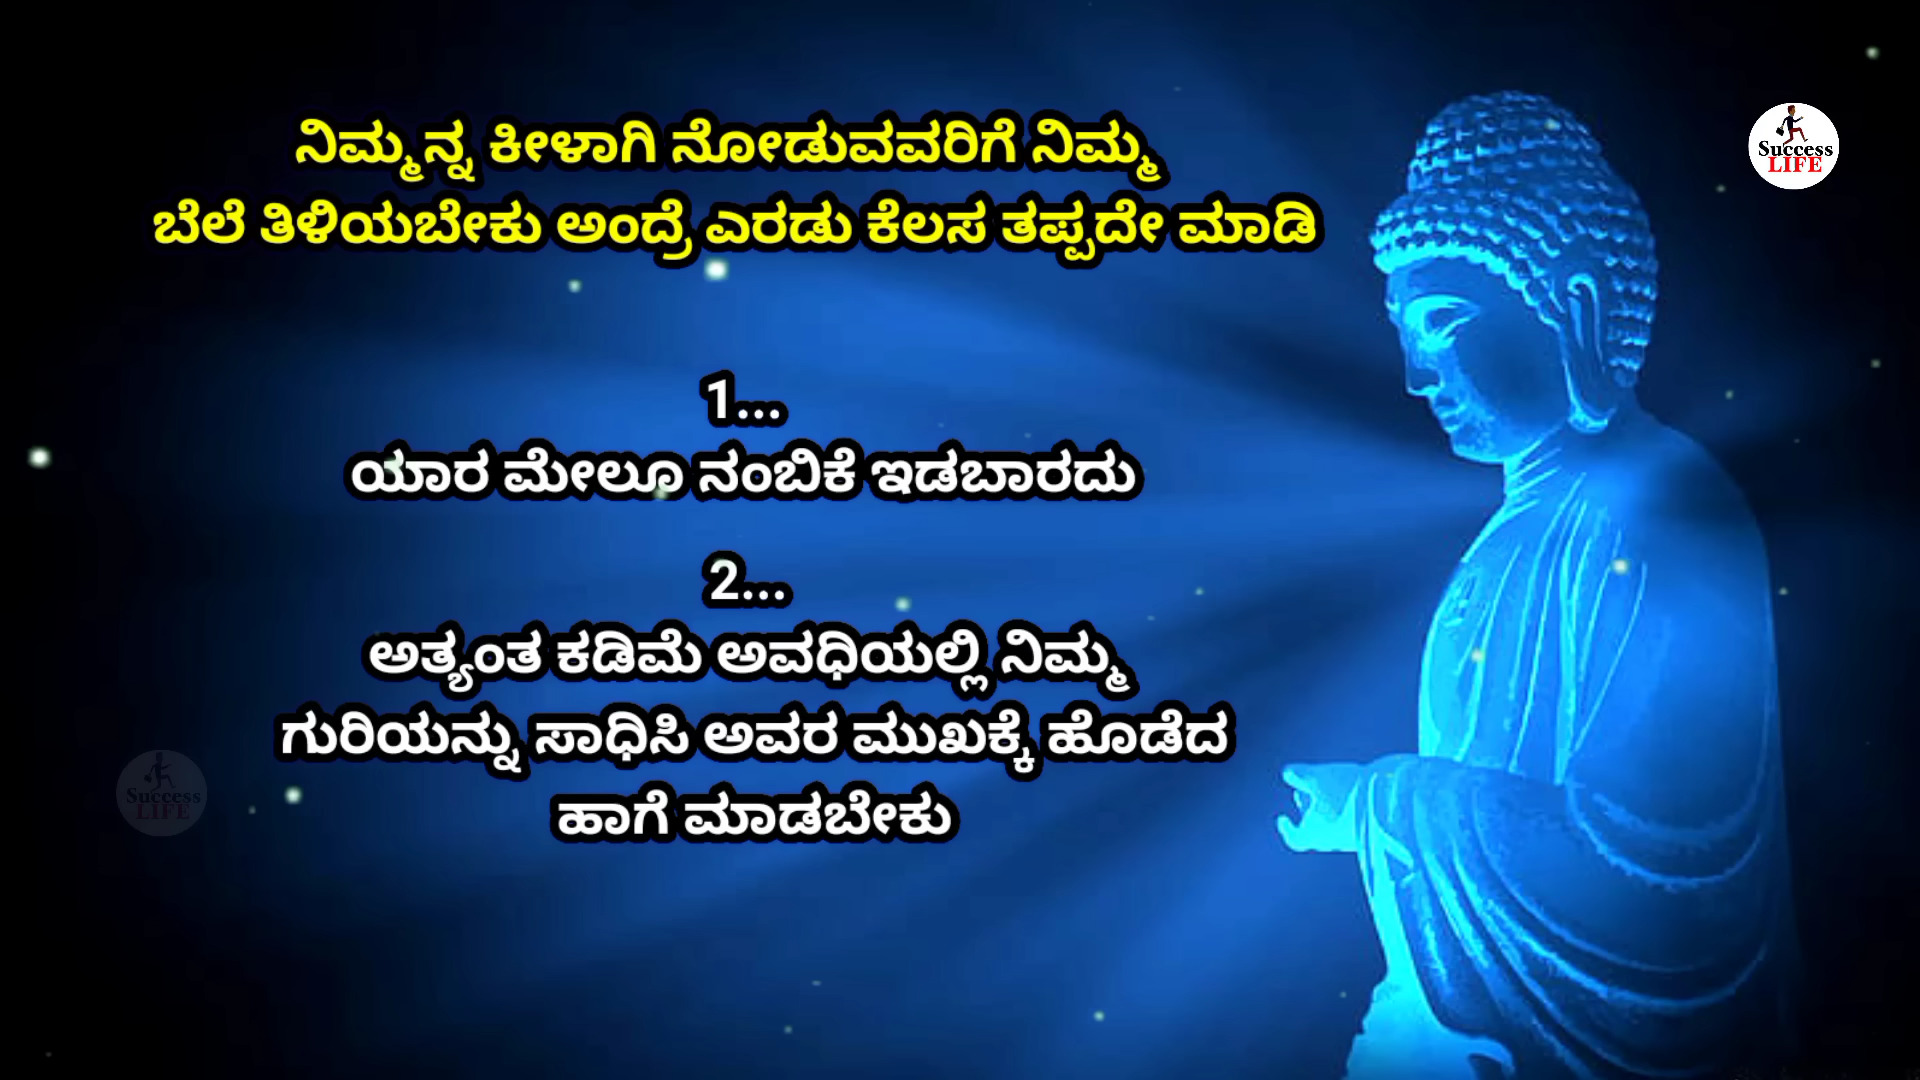 ನಿಮ್ಮನ್ನ ಕೀಳಾಗಿ ನೋಡುವವರಿಗೆ ನಿಮ್ಮ
ಬೆಲೆ ತಿಳಿಯಬೇಕು ಅಂದ್ರೆ ಎರಡು ಕೆಲಸ ತಪ್ಪದೇ ಮಾಡಿ
Success
LIFE
1...
ಯಾರ ಮೇಲೂ ನಂಬಿಕೆ ಇಡಬಾರದು
2...
ಅತ್ಯಂತ ಕಡಿಮೆ ಅವಧಿಯಲ್ಲಿ ನಿಮ್ಮ
ಗುರಿಯನ್ನು ಸಾಧಿಸಿ ಅವರ ಮುಖಕ್ಕೆ ಹೊಡೆದ
ಹಾಗೆ ಮಾಡಬೇಕು
Success
LIFE